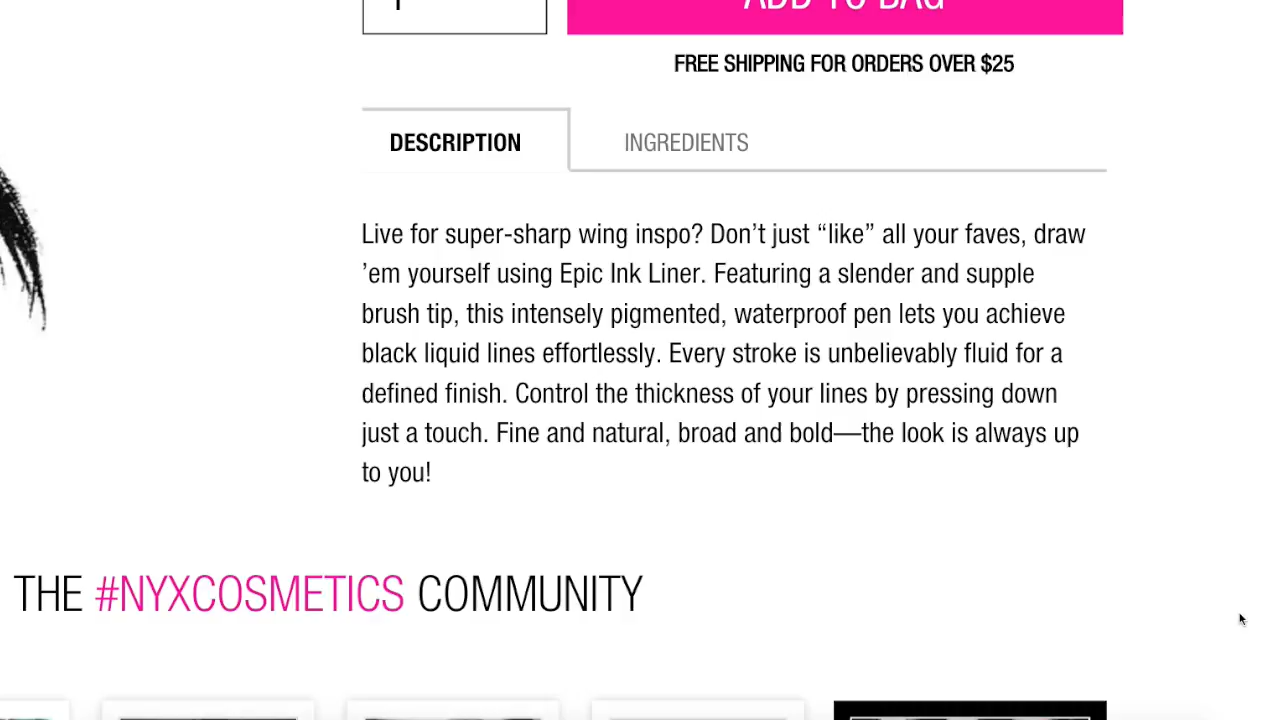 1
ADD TO BAG
FREE SHIPPING FOR ORDERS OVER $25
DESCRIPTION
INGREDIENTS
Live for super-sharp wing inspo? Don’t just “like” all your faves, draw
’em yourself using Epic Ink Liner. Featuring a slender and supple
brush tip, this intensely pigmented, waterproof pen lets you achieve
black liquid lines effortlessly. Every stroke is unbelievably fluid for a
defined finish. Control the thickness of your lines by pressing down
just a touch. Fine and natural, broad and bold—the look is always up
to you!
THE #NYXCOSMETICS COMMUNITY